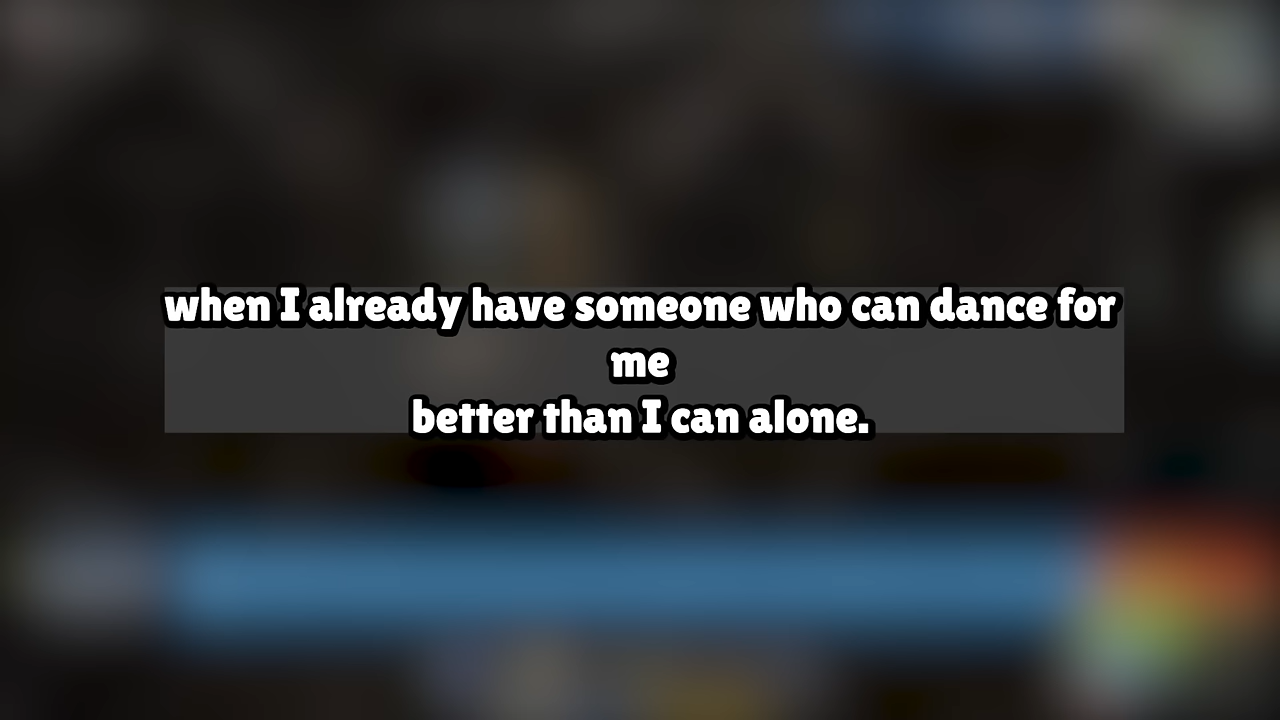 when I already have someone who can dance for
me
better than I can alone.